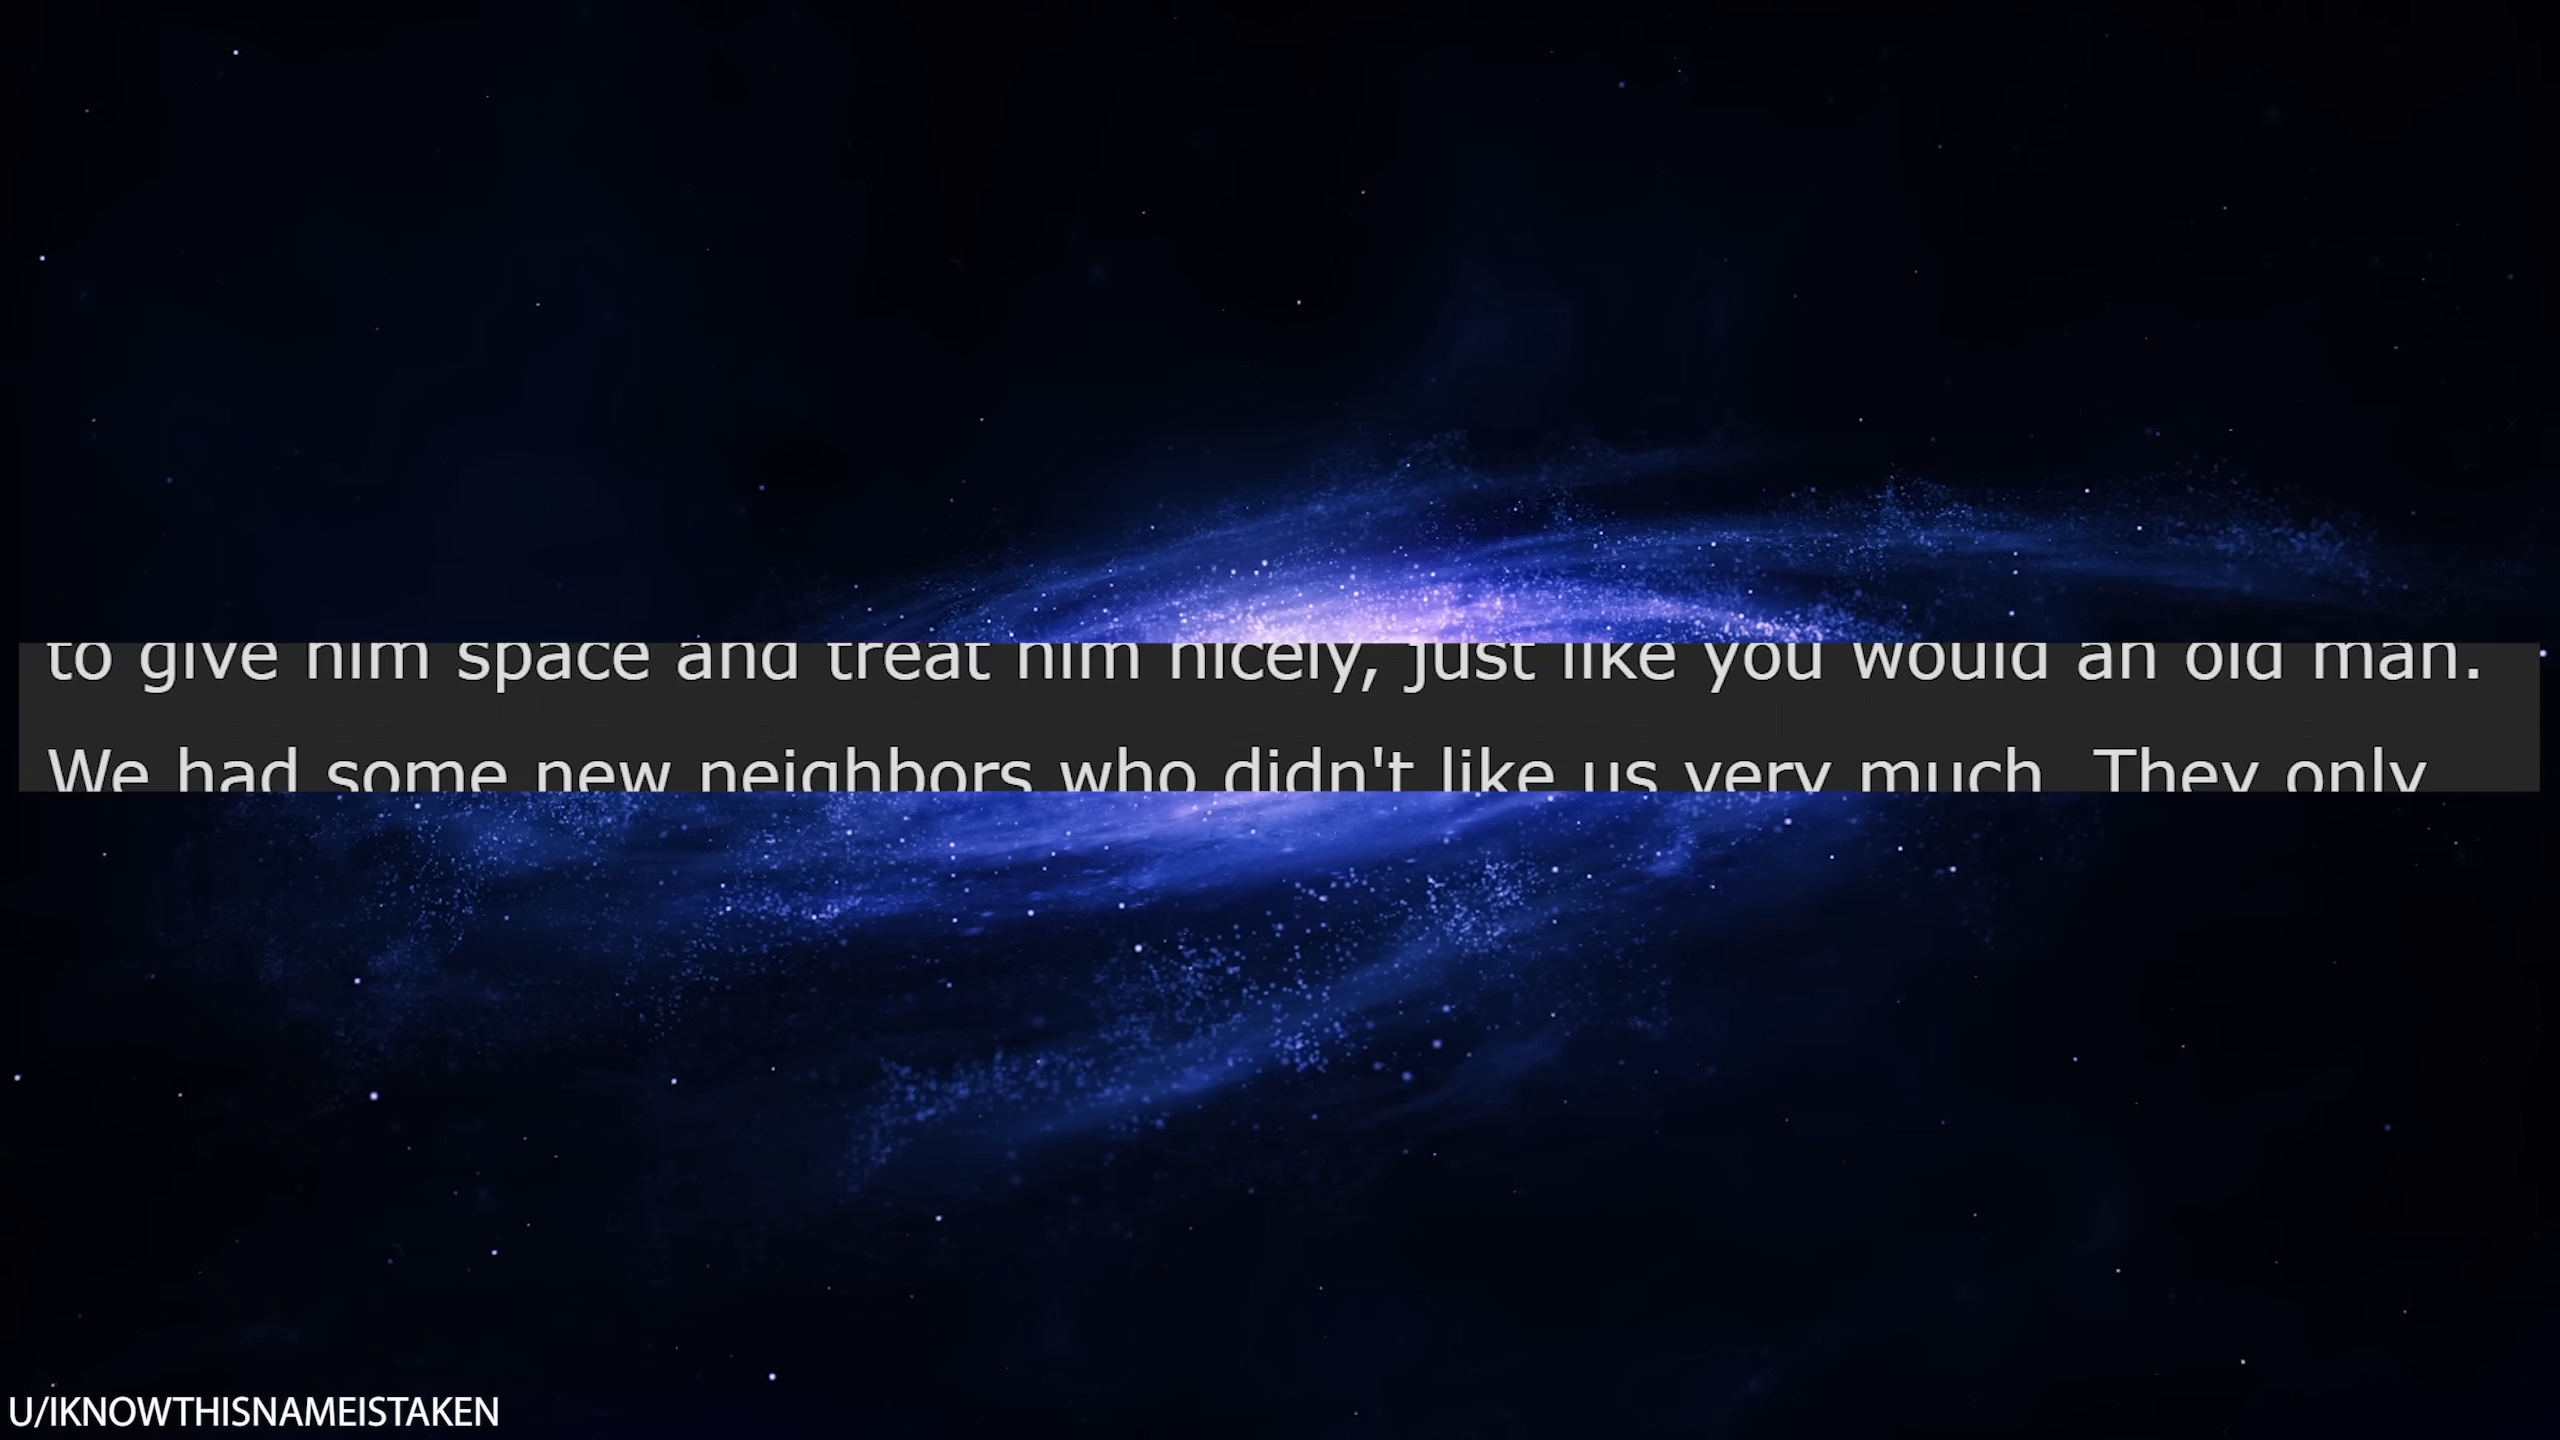 to give him space and treat him nicely, just like you would an old man.
We had some new neighbors who didn't like us very much. They only
U/IKNOWTHISNAMEISTAKEN